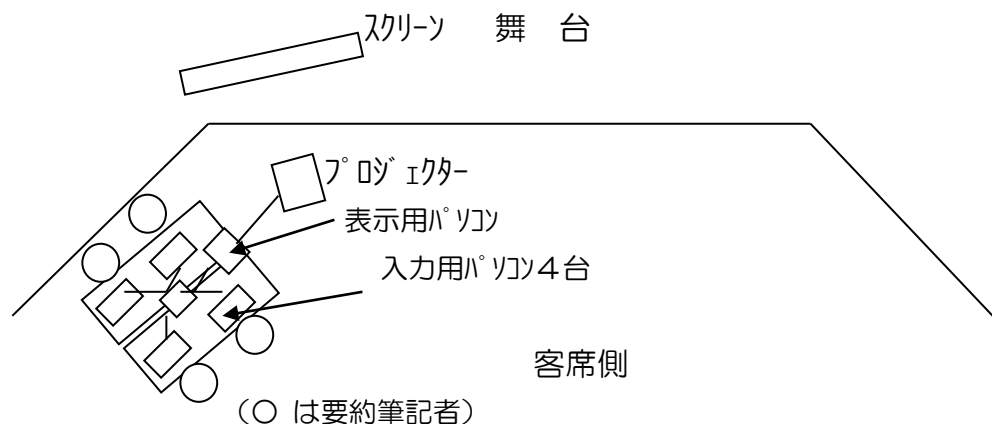 ｽｸﾘｰﾝ　舞　台
ﾌﾟﾛｼﾞｪｸﾀｰ
表示用ﾊﾟｿｺﾝ
入力用ﾊﾟｿｺﾝ４台
客席側
（○ は要約筆記者）